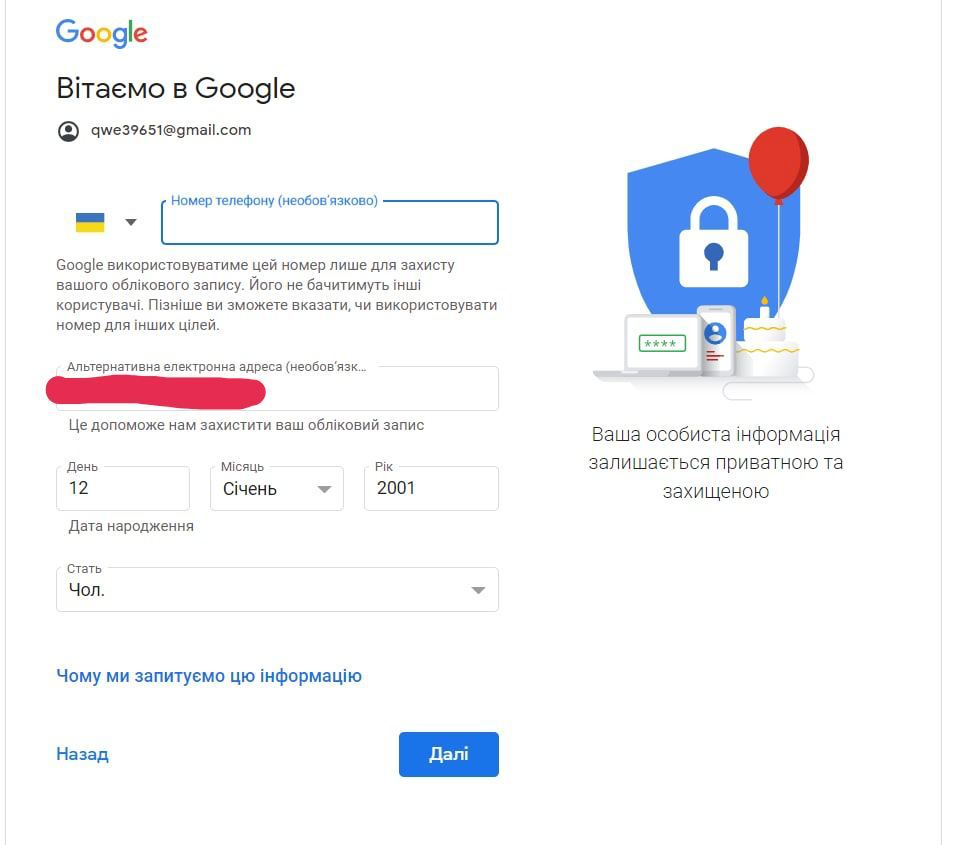 Google
Вітаємо в Google
qwe39651@gmail.com
Номер телефону (необов'язково)
Google використовуватиме цей номер лише для захисту
вашого облікового запису. Його не бачитимуть інші
користувачі. Пізніше ви зможете вказати, чи використовувати
номер для інших цілей.
Альтернативна електронна адреса (необов'язк...
Це допоможе нам захистити ваш обліковий запис
День
Місяць
Рік
12
Січень
2001
Дата народження
Стать
Чол.
Чому ми запитуємо цю інформацію
Назад
Далі
****
Ваша особиста інформація
залишається приватною та
захищеною